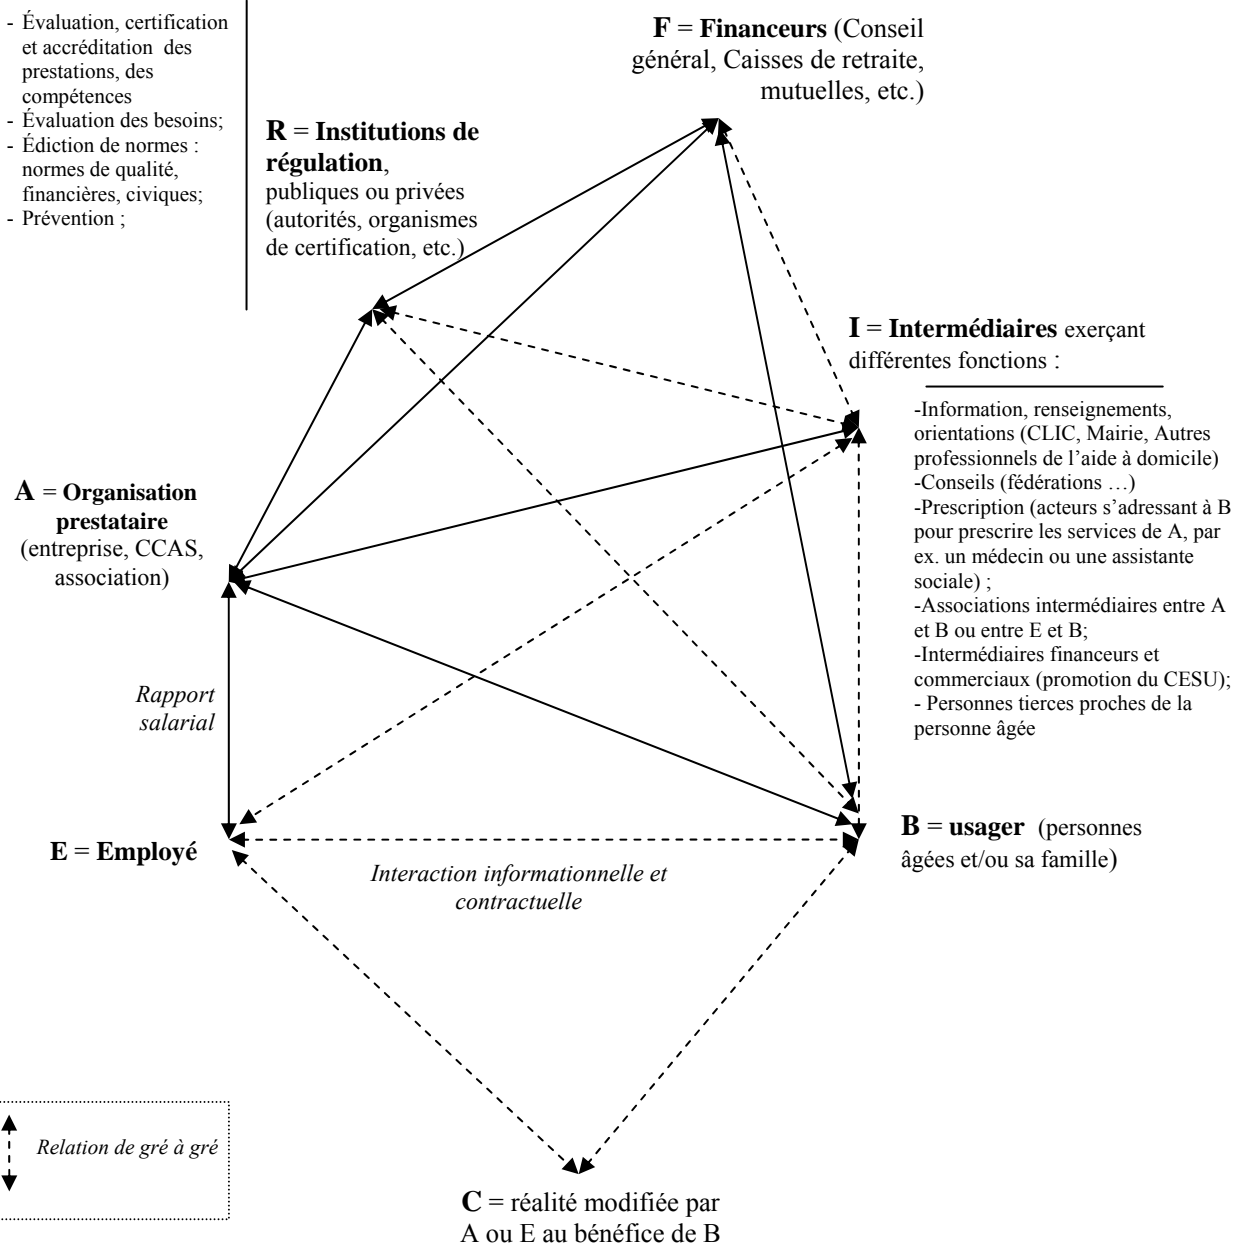 - Évaluation, certification
et accréditation des
prestations, des
compétences
- Évaluation des besoins;
- Édiction de normes :
normes de qualité,
financières, civiques;
- Prévention ;
F = Financeurs (Conseil
général, Caisses de retraite,
mutuelles, etc.)
R = Institutions de
régulation,
publiques ou privées
(autorités, organismes
de certification, etc.)
I = Intermédiaires exerçant
différentes fonctions :
-Information, renseignements,
orientations (CLIC, Mairie, Autres
professionnels de l’aide à domicile)
-Conseils (fédérations …)
-Prescription (acteurs s’adressant à B
pour prescrire les services de A, par
ex. un médecin ou une assistante
sociale) ;
-Associations intermédiaires entre A
et B ou entre E et B;
-Intermédiaires financeurs et
commerciaux (promotion du CESU);
- Personnes tierces proches de la
personne âgée
A = Organisation
prestataire
(entreprise, CCAS,
association)
Rapport
salarial
E = Employé
Interaction informationnelle et
contractuelle
B = usager (personnes
âgées et/ou sa famille)
Relation de gré à gré
C = réalité modifiée par
A ou E au bénéfice de B